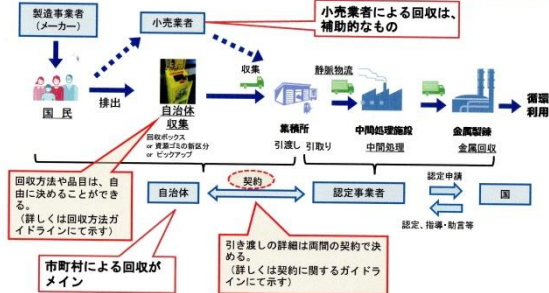 製造事業者
(メーカー)
小売業者
小売業者による回収は、
補助的なもの
収集
静脈物流
国 民
排出
自治体
収集
回収ボックス
or 資源ゴミの新区分
or ピックアップ
集積所
引渡し
引取り
中間処理施設
中間処理
金属製錬
金属回収
循環
利用
回収方法や品目は、自
由に決めることができ
る。
(詳しくは回収方法ガ
イドラインにて示す)
自治体
契約
認定事業者
認定申請
国
認定、指導・助言等
市町村による回収が
メイン
引き渡しの詳細は両間の契約で決
める。
(詳しくは契約に関するガイドラ
インにて示す)